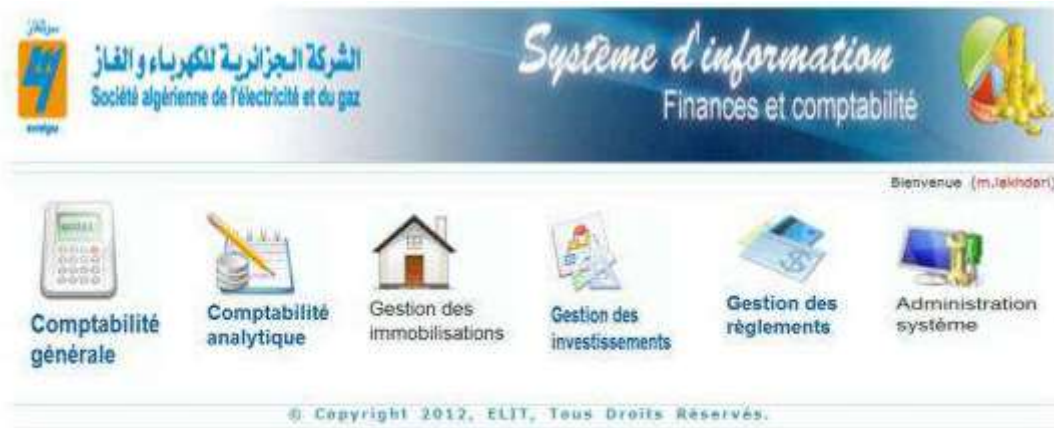 الشركة الجزائرية للكهرباء و الغاز
Société algérienne de l'électricité et du gaz
Système d'information
Finances et comptabilité
Bienvenue (m.lakhdari)
Comptabilité
générale
Comptabilité
analytique
Gestion des
immobilisations
Gestion des
investissements
Gestion des
règlements
Administration
système
© Copyright 2012, ELIT, Tous Droits Réservés.